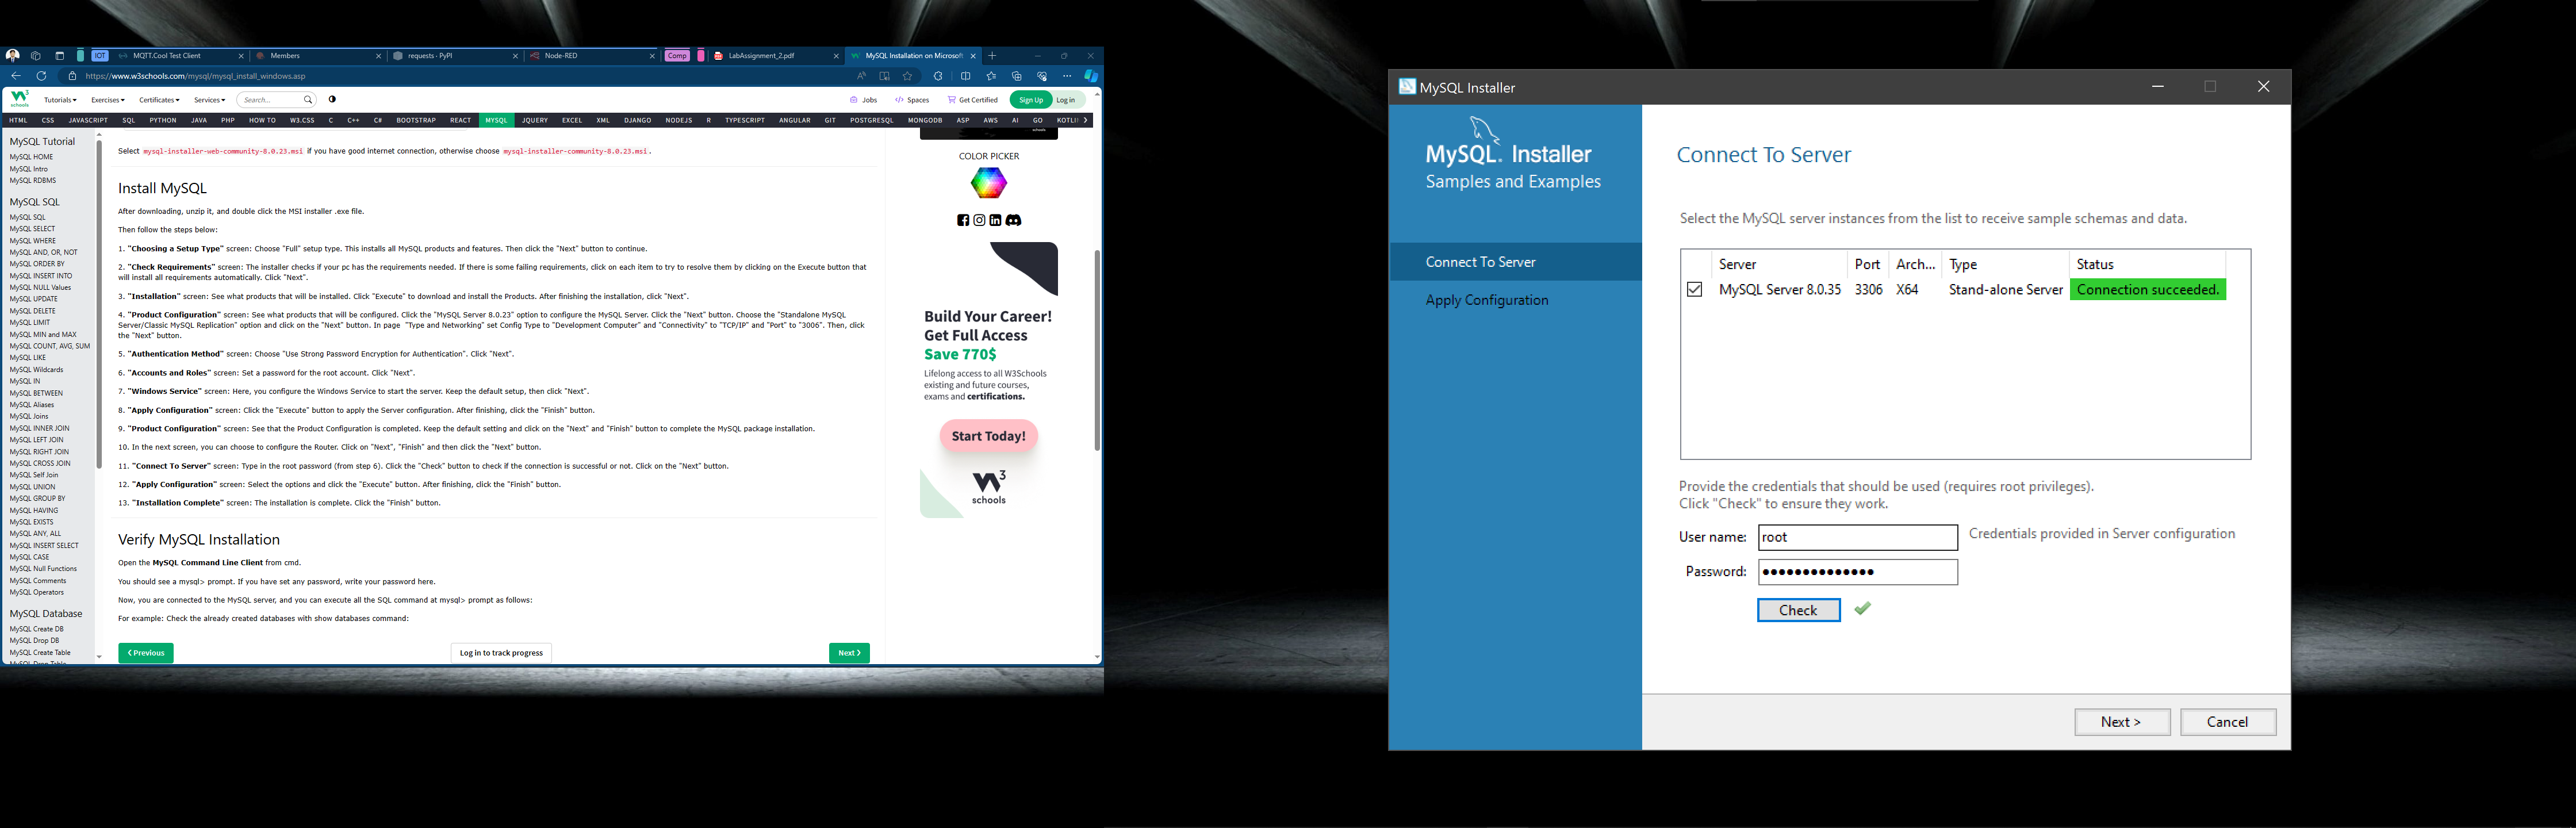 IOT
MQTT.Cool Test Client
Members
requests · PyPI
Node-RED
Comp
LabAssignment_2.pdf
MySQL Installation on Microsoft
https://www.w3schools.com/mysql/mysql_install_windows.asp
Tutorials
Exercises
Certificates
Services
Search...
Jobs
Spaces
Get Certified
Sign Up
Log in
HTML CSS JAVASCRIPT SQL PYTHON JAVA PHP HOW TO W3.CSS C C++ C# BOOTSTRAP REACT MYSQL JQUERY EXCEL XML DJANGO NODEJS R TYPESCRIPT ANGULAR GIT POSTGRESQL MONGODB ASP AWS AI GO KOTLI
MySQL Tutorial
MySQL HOME
MySQL Intro
MySQL RDBMS
MySQL SQL
MySQL SQL
MySQL SELECT
MySQL WHERE
MySQL AND, OR, NOT
MySQL ORDER BY
MySQL INSERT INTO
MySQL NULL Values
MySQL UPDATE
MySQL DELETE
MySQL LIMIT
MySQL MIN and MAX
MySQL COUNT, AVG, SUM
MySQL LIKE
MySQL Wildcards
MySQL IN
MySQL BETWEEN
MySQL Aliases
MySQL Joins
MySQL INNER JOIN
MySQL LEFT JOIN
MySQL RIGHT JOIN
MySQL CROSS JOIN
MySQL Self Join
MySQL UNION
MySQL GROUP BY
MySQL HAVING
MySQL EXISTS
MySQL ANY, ALL
MySQL INSERT SELECT
MySQL CASE
MySQL Null Functions
MySQL Comments
MySQL Operators
MySQL Database
MySQL Create DB
MySQL Drop DB
MySQL Create Table
MySQL Drop Table
Select mysql-installer-web-community-8.0.23.msi if you have good internet connection, otherwise choose mysql-installer-community-8.0.23.msi.
Install MySQL
After downloading, unzip it, and double click the MSI installer .exe file.
Then follow the steps below:
1. "Choosing a Setup Type" screen: Choose "Full" setup type. This installs all MySQL products and features. Then click the "Next" button to continue.
2. "Check Requirements" screen: The installer checks if your pc has the requirements needed. If there is some failing requirements, click on each item to try to resolve them by clicking on the Execute button that
will install all requirements automatically. Click "Next".
3. "Installation" screen: See what products that will be installed. Click "Execute" to download and install the Products. After finishing the installation, click "Next".
4. "Product Configuration" screen: See what products that will be configured. Click the "MySQL Server 8.0.23" option to configure the MySQL Server. Click the "Next" button. Choose the "Standalone MySQL
Server/Classic MySQL Replication" option and click on the "Next" button. In page "Type and Networking" set Config Type to "Development Computer" and "Connectivity" to "TCP/IP" and "Port" to "3006". Then, click
the "Next" button.
5. "Authentication Method" screen: Choose "Use Strong Password Encryption for Authentication". Click "Next".
6. "Accounts and Roles" screen: Set a password for the root account. Click "Next".
7. "Windows Service" screen: Here, you configure the Windows Service to start the server. Keep the default setup, then click "Next".
8. "Apply Configuration" screen: Click the "Execute" button to apply the Server configuration. After finishing, click the "Finish" button.
9. "Product Configuration" screen: See that the Product Configuration is completed. Keep the default setting and click on the "Next" and "Finish" button to complete the MySQL package installation.
10. In the next screen, you can choose to configure the Router. Click on "Next", "Finish" and then click the "Next" button.
11. "Connect To Server" screen: Type in the root password (from step 6). Click the "Check" button to check if the connection is successful or not. Click on the "Next" button.
12. "Apply Configuration" screen: Select the options and click the "Execute" button. After finishing, click the "Finish" button.
13. "Installation Complete" screen: The installation is complete. Click the "Finish" button.
Verify MySQL Installation
Open the MySQL Command Line Client from cmd.
You should see a mysql> prompt. If you have set any password, write your password here.
Now, you are connected to the MySQL server, and you can execute all the SQL command at mysql> prompt as follows:
For example: Check the already created databases with show databases command:
❮ Previous
Log in to track progress
Next ❯
schools
COLOR PICKER
Build Your Career!
Get Full Access
Save 770$
Lifelong access to all W3Schools
existing and future courses,
exams and certifications.
Start Today!
W3
schools
MySQL Installer
MySQL. Installer
Samples and Examples
Connect To Server
Apply Configuration
Connect To Server
Select the MySQL server instances from the list to receive sample schemas and data.
Server Port Arch... Type Status
MySQL Server 8.0.35 3306 X64 Stand-alone Server Connection succeeded.
Provide the credentials that should be used (requires root privileges).
Click "Check" to ensure they work.
User name: root Credentials provided in Server configuration
Password: ●●●●●●●●●●●●●●
Check
Next >
Cancel